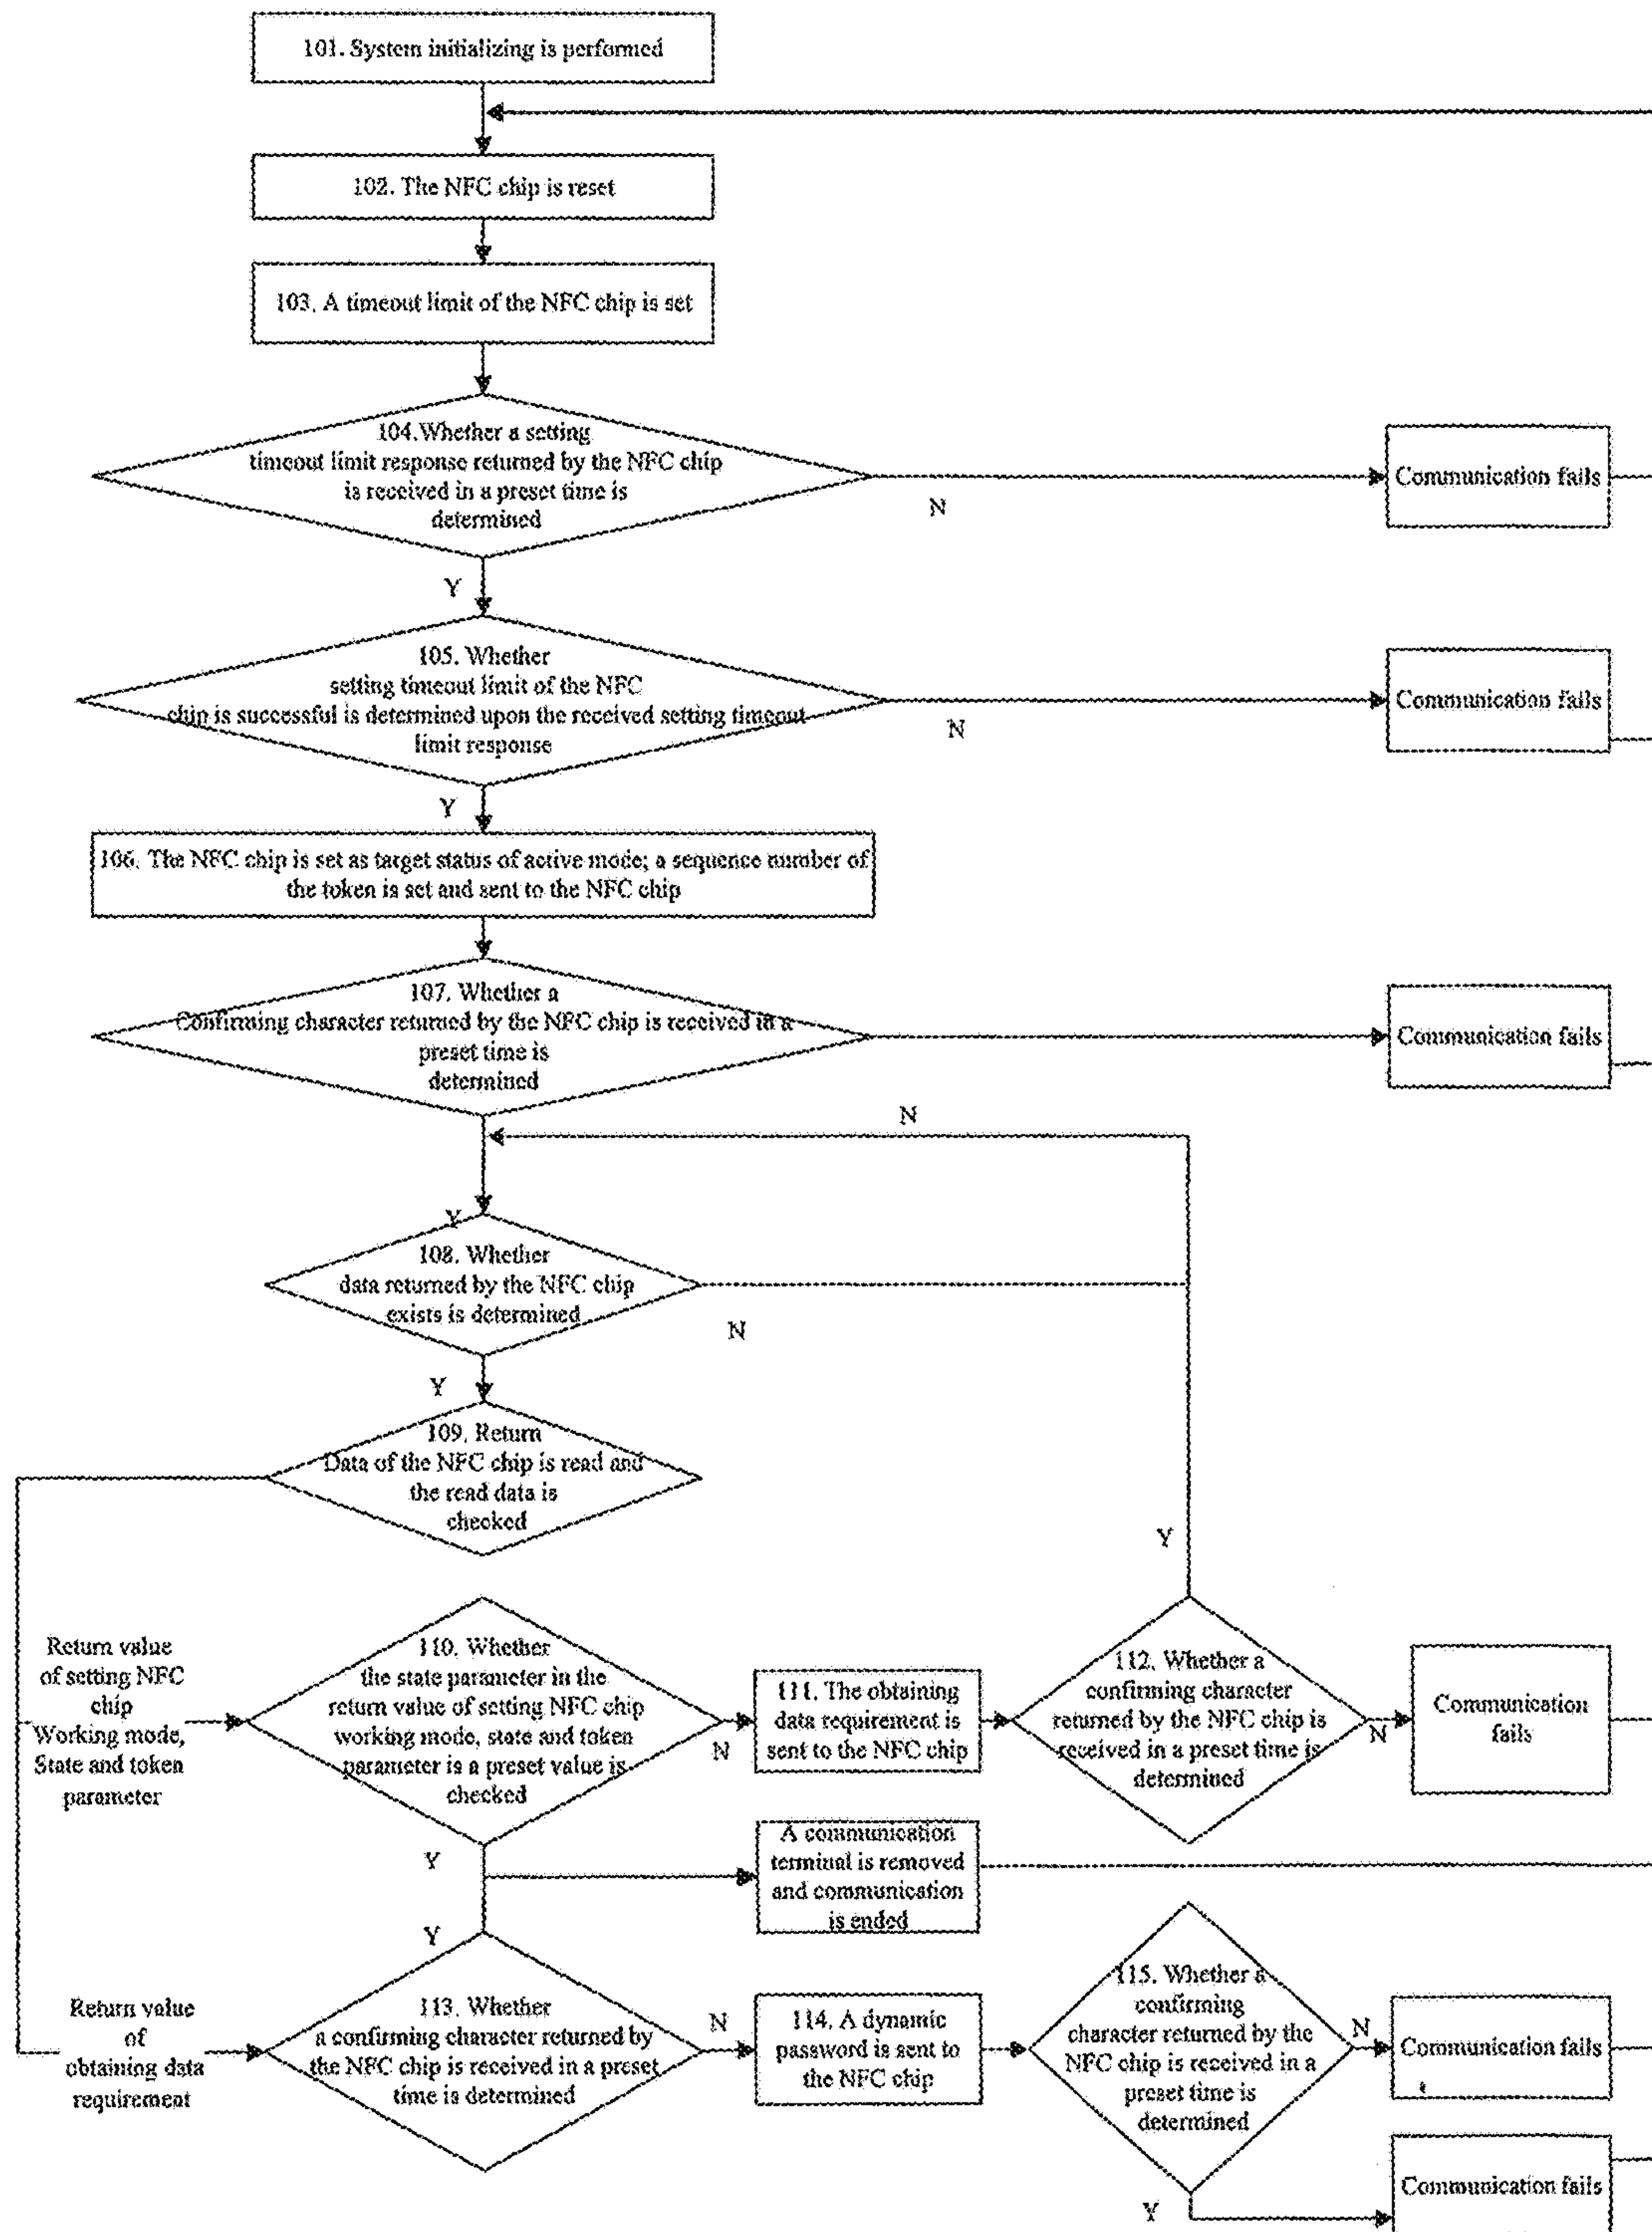 101. System initializing is performed
102. The NFC chip is reset
103. A timeout limit of the NFC chip is set
104.Whether a setting
timeout limit response returned by the NFC chip
is received in a preset time is
determined
N
Communication fails
Y
105. Whether
setting timeout limit of the NFC
chip is successful is determined upon the received setting timeout
limit response
N
Communication fails
Y
106. The NFC chip is set as target status of active mode; a sequence number of
the token is set and sent to the NFC chip
107. Whether a
Confirming character returned by the NFC chip is received in a
preset time is
determined
Communication fails
N
Y
108. Whether
data returned by the NFC chip
exists is determined
N
Y
109. Return
Data of the NFC chip is read and
the read data is
checked
Y
Return value
of setting NFC
chip
Working mode,
State and token
parameter
110. Whether
the state parameter in the
return value of setting NFC chip
working mode, state and token
parameter is a preset value is
checked
N
111. The obtaining
data requirement is
sent to the NFC chip
112. Whether a
confirming character
returned by the NFC chip is
received in a preset time is
determined
N
Communication
fails
Y
A communication
terminal is removed
and communication
is ended
Y
Return value
of
obtaining data
requirement
113. Whether
a confirming character returned by
the NFC chip is received in a preset
time is determined
N
114. A dynamic
password is sent to
the NFC chip
115. Whether a
confirming
character returned by the
NFC chip is received in a
preset time is
determined
N
Communication fails
Y
Communication fails